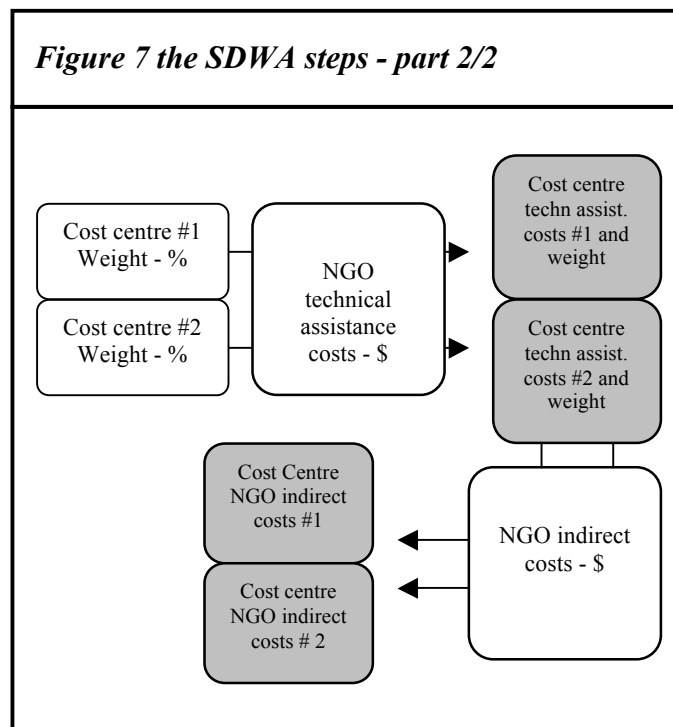 Figure 7 the SDWA steps - part 2/2
Cost centre #1
Weight - %
Cost centre #2
Weight - %
NGO
technical
assistance
costs - $
Cost centre
techn assist.
costs #1 and
weight
Cost centre
techn assist.
costs #2 and
weight
Cost Centre
NGO indirect
costs #1
Cost centre
NGO indirect
costs # 2
NGO indirect
costs - $